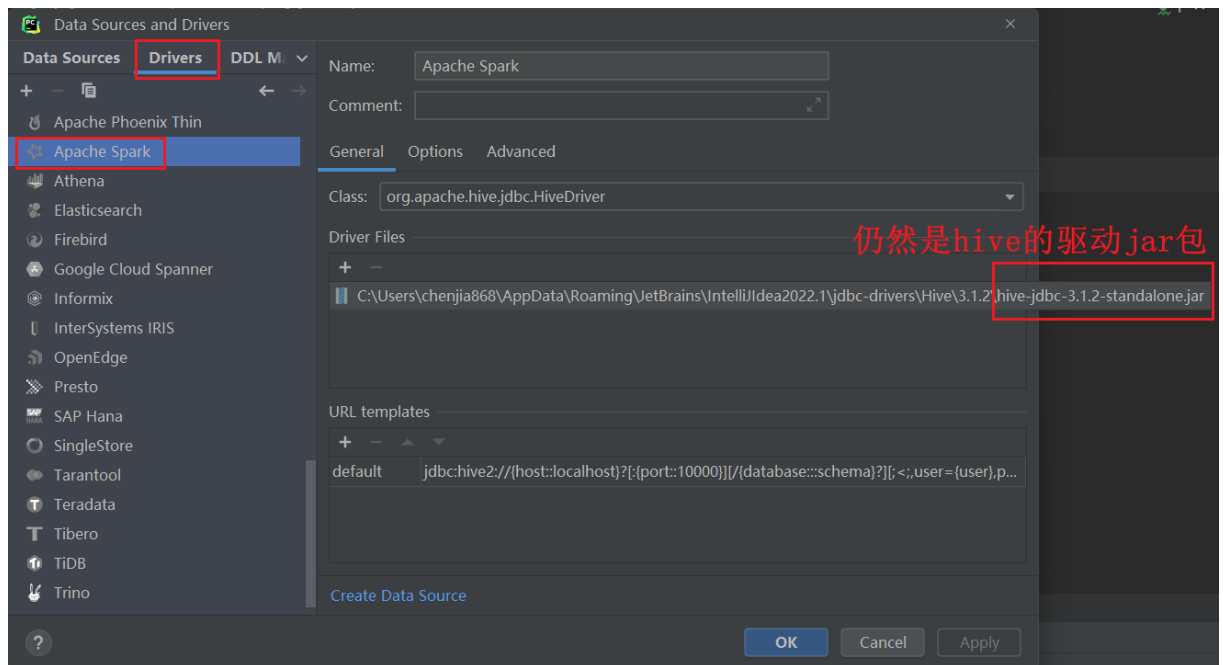 PC
Data Sources and Drivers
Data Sources
Drivers
DDL M
Apache Phoenix Thin
Apache Spark
Athena
Elasticsearch
Firebird
Google Cloud Spanner
Informix
InterSystems IRIS
OpenEdge
Presto
SAP Hana
SingleStore
Tarantool
Teradata
Tibero
TiDB
Trino
Name:
Apache Spark
Comment:
General
Options
Advanced
Class:
org.apache.hive.jdbc.HiveDriver
Driver Files
仍然是hive的驱动jar包
C:\Users\chenjia868\AppData\Roaming\JetBrains\IntelliJIdea2022.1\jdbc-drivers\Hive\3.1.2\hive-jdbc-3.1.2-standalone.jar
URL templates
default
jdbc:hive2://{host::localhost}?[:{port::10000}][/{database:::schema}?][;<;,user={user},p...
Create Data Source
?
OK
Cancel
Apply